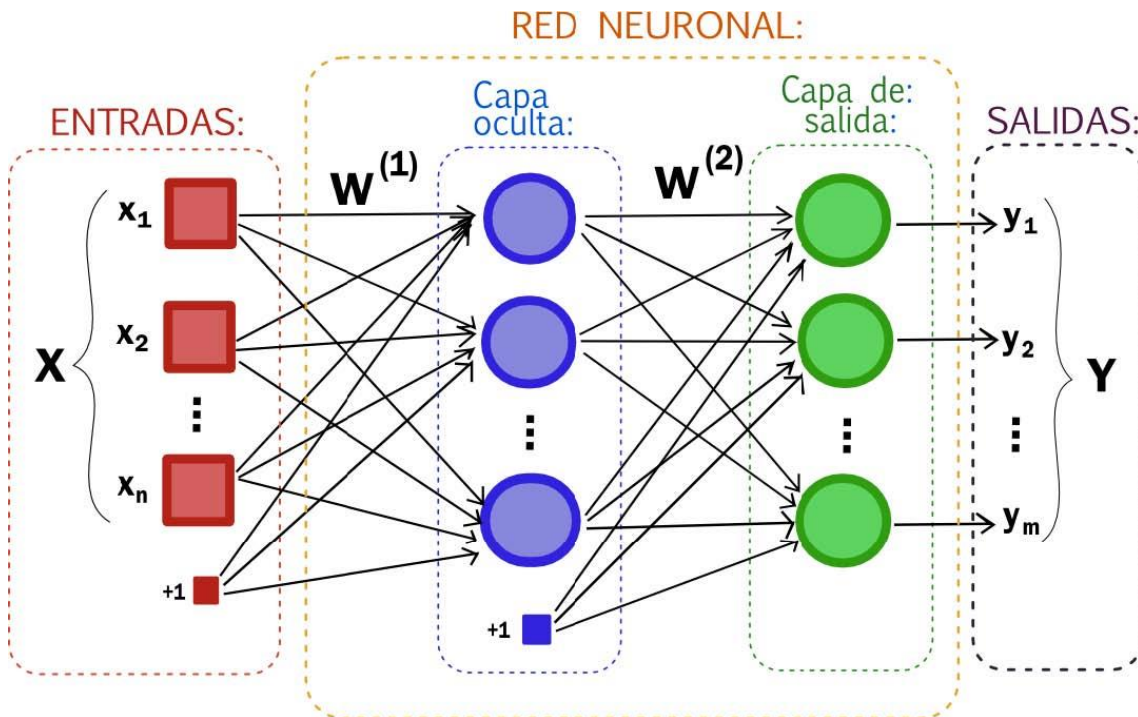 RED NEURONAL:
ENTRADAS:
Capa
oculta:
Capa de:
salida:
SALIDAS:
W(1)
W(2)
x1
x2
⋮
xn
+1
X
⋮
+1
⋮
y1
y2
⋮
ym
Y